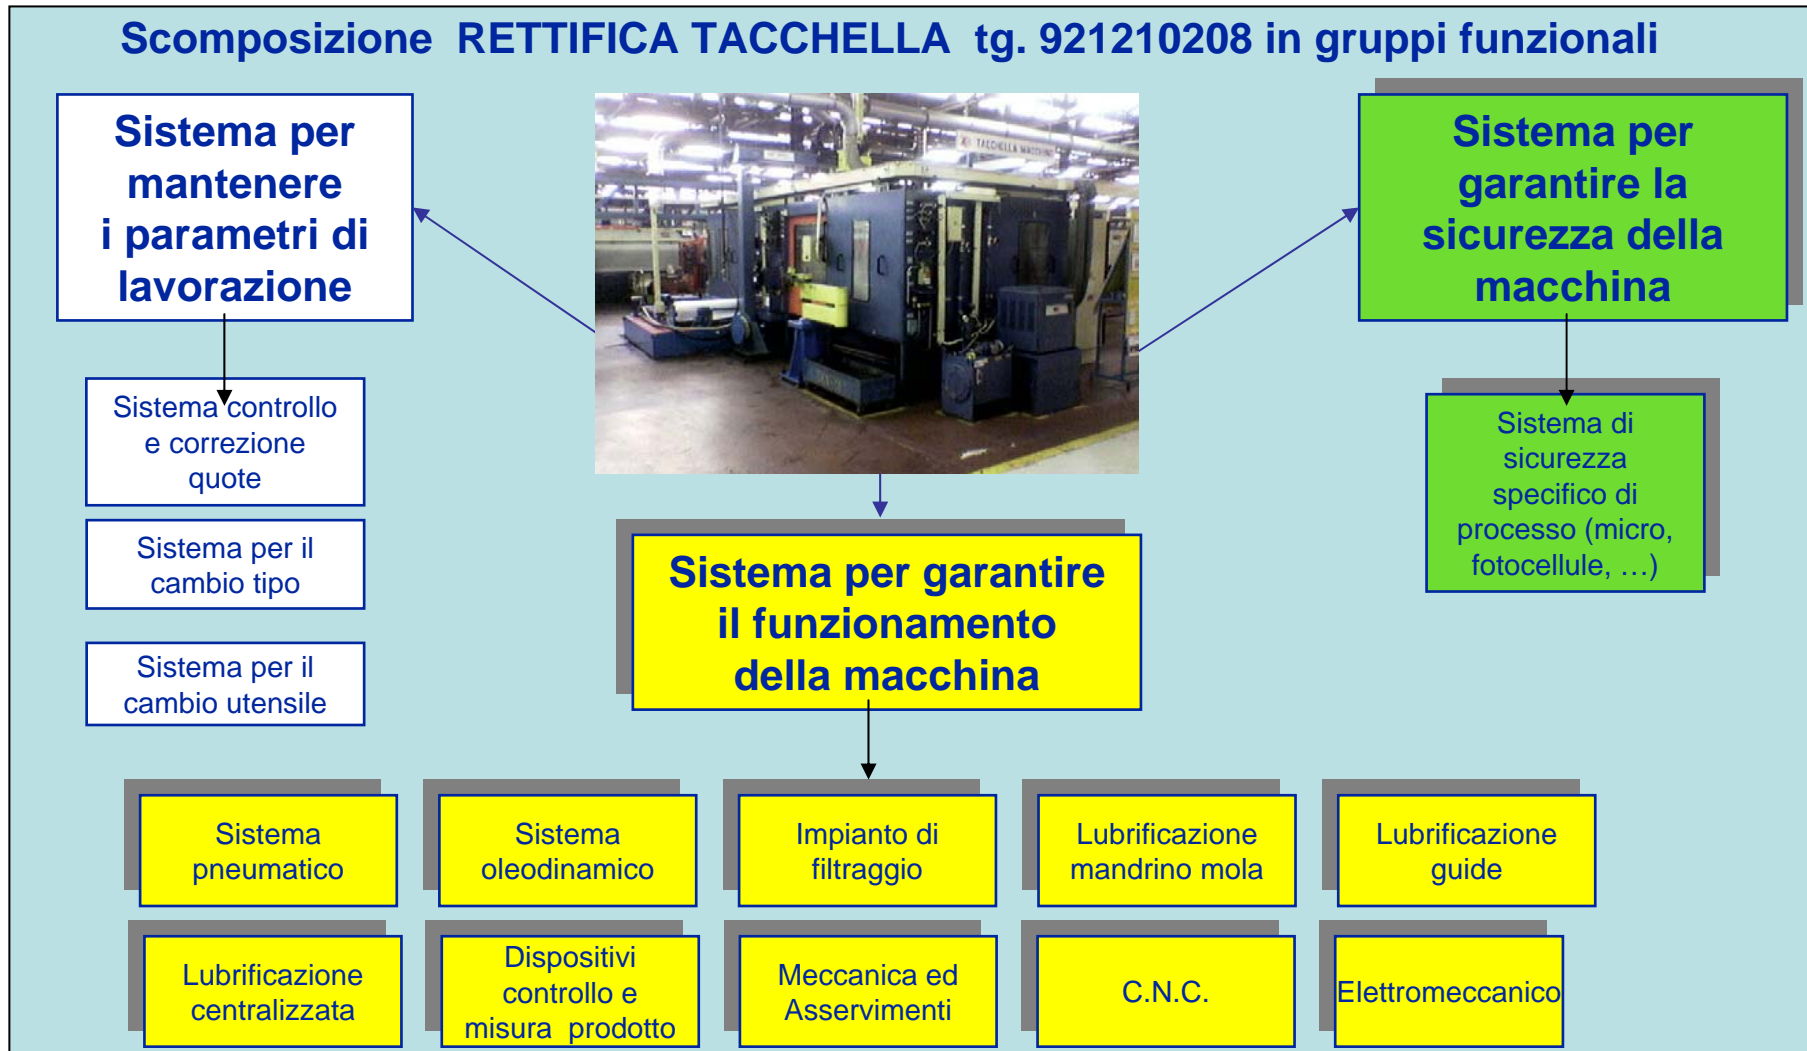 Scomposizione RETTIFICA TACCHELLA tg. 921210208 in gruppi funzionali
Sistema per
mantenere
i parametri di
lavorazione
TACCHELLA MACCHINE
Sistema per
garantire la
sicurezza della
macchina
Sistema controllo
e correzione
quote
Sistema per il
cambio tipo
Sistema per il
cambio utensile
Sistema di
sicurezza
specifico di
processo (micro,
fotocellule, …)
Sistema per garantire
il funzionamento
della macchina
Sistema
pneumatico
Sistema
oleodinamico
Impianto di
filtraggio
Lubrificazione
mandrino mola
Lubrificazione
guide
Lubrificazione
centralizzata
Dispositivi
controllo e
misura prodotto
Meccanica ed
Asservimenti
C.N.C.
Elettromeccanico